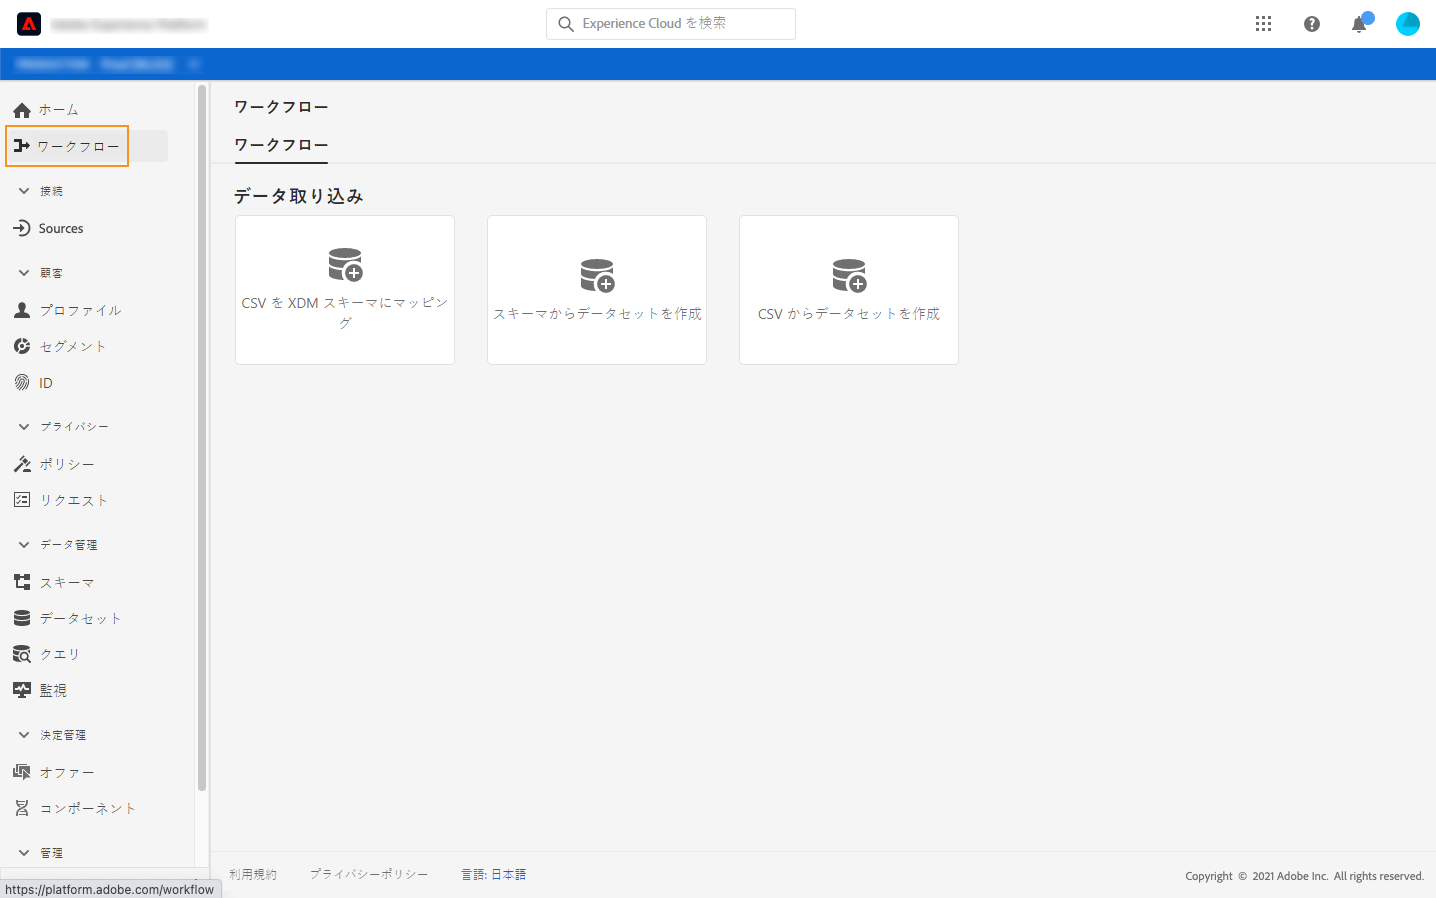 Experience Cloud を検索
ホーム
ワークフロー
接続
Sources
顧客
プロファイル
セグメント
ID
プライバシー
ポリシー
リクエスト
データ管理
スキーマ
データセット
クエリ
監視
決定管理
オファー
コンポーネント
管理
https://platform.adobe.com/workflow
ワークフロー
ワークフロー
データ取り込み
CSV を XDM スキーマにマッピン
グ
スキーマからデータセットを作成
CSV からデータセットを作成
利用規約
プライバシーポリシー
言語: 日本語
Copyright © 2021 Adobe Inc. All rights reserved.